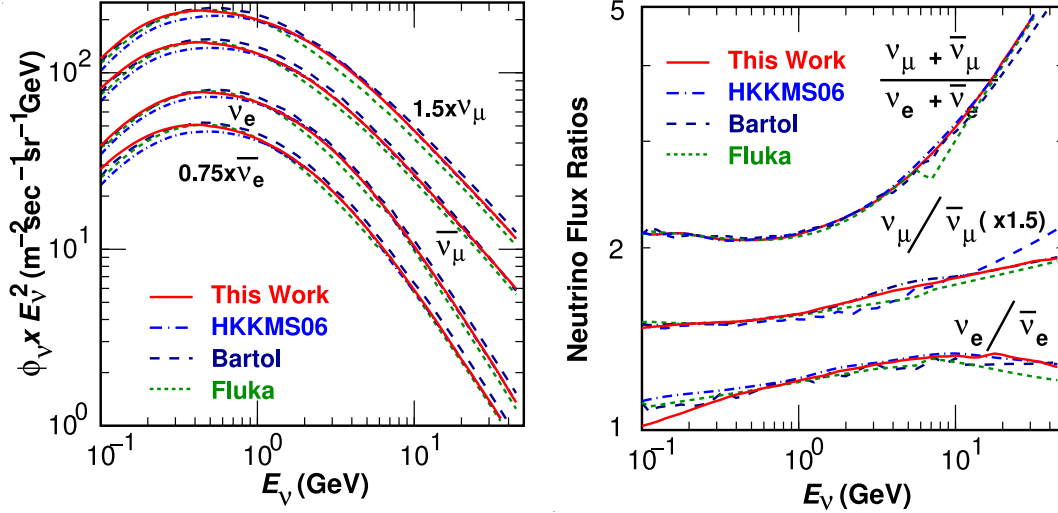 ϕν x Eν² (m⁻²sec⁻¹sr⁻¹GeV)
10²
10¹
10⁰
10⁻¹
10⁰
10¹
Eν (GeV)
1.5xνμ
νe
0.75xν̅e
ν̅μ
This Work
HKKMS06
Bartol
Fluka
Neutrino Flux Ratios
5
2
1
10⁻¹
10⁰
10¹
Eν (GeV)
This Work
HKKMS06
Bartol
Fluka
νμ + ν̅μ
νe + ν̅e
νμ/ν̅μ (x1.5)
νe/ν̅e